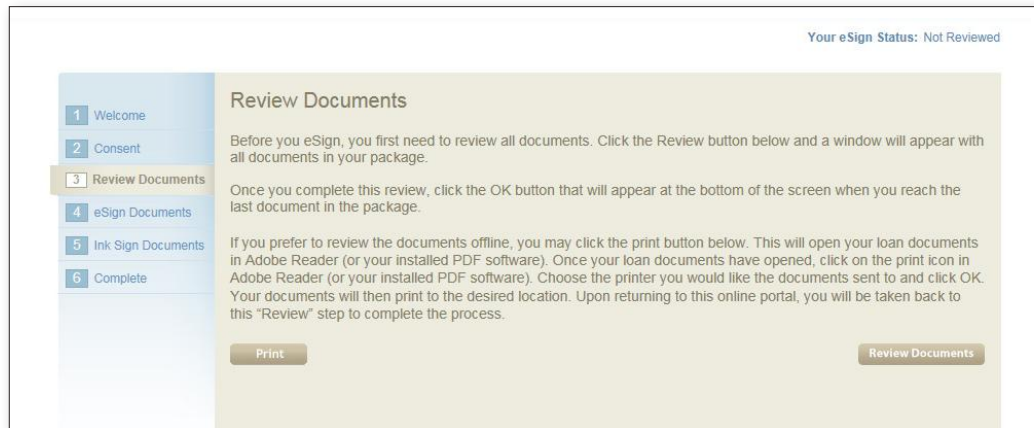 Your eSign Status: Not Reviewed
1 Welcome
2 Consent
3 Review Documents
4 eSign Documents
5 Ink Sign Documents
6 Complete
Review Documents
Before you eSign, you first need to review all documents. Click the Review button below and a window will appear with
all documents in your package.
Once you complete this review, click the OK button that will appear at the bottom of the screen when you reach the
last document in the package.
If you prefer to review the documents offline, you may click the print button below. This will open your loan documents
in Adobe Reader (or your installed PDF software). Once your loan documents have opened, click on the print icon in
Adobe Reader (or your installed PDF software). Choose the printer you would like the documents sent to and click OK.
Your documents will then print to the desired location. Upon returning to this online portal, you will be taken back to
this “Review” step to complete the process.
Print
Review Documents